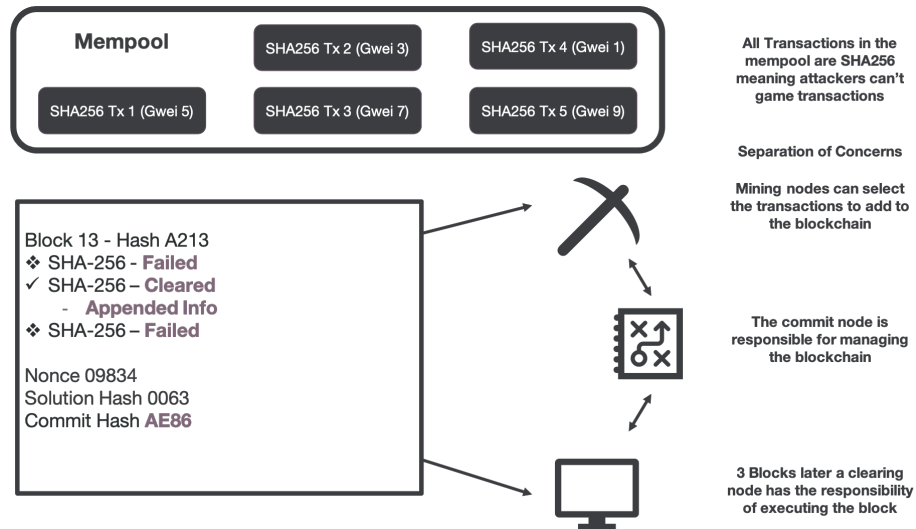 Mempool
SHA256 Tx 2 (Gwei 3)
SHA256 Tx 4 (Gwei 1)
SHA256 Tx 1 (Gwei 5)
SHA256 Tx 3 (Gwei 7)
SHA256 Tx 5 (Gwei 9)
All Transactions in the
mempool are SHA256
meaning attackers can't
game transactions
Separation of Concerns
Mining nodes can select
the transactions to add to
the blockchain
Block 13 - Hash A213
❖ SHA-256 - Failed
✓ SHA-256 – Cleared
- Appended Info
❖ SHA-256 – Failed
Nonce 09834
Solution Hash 0063
Commit Hash AE86
The commit node is
responsible for managing
the blockchain
3 Blocks later a clearing
node has the responsibility
of executing the block